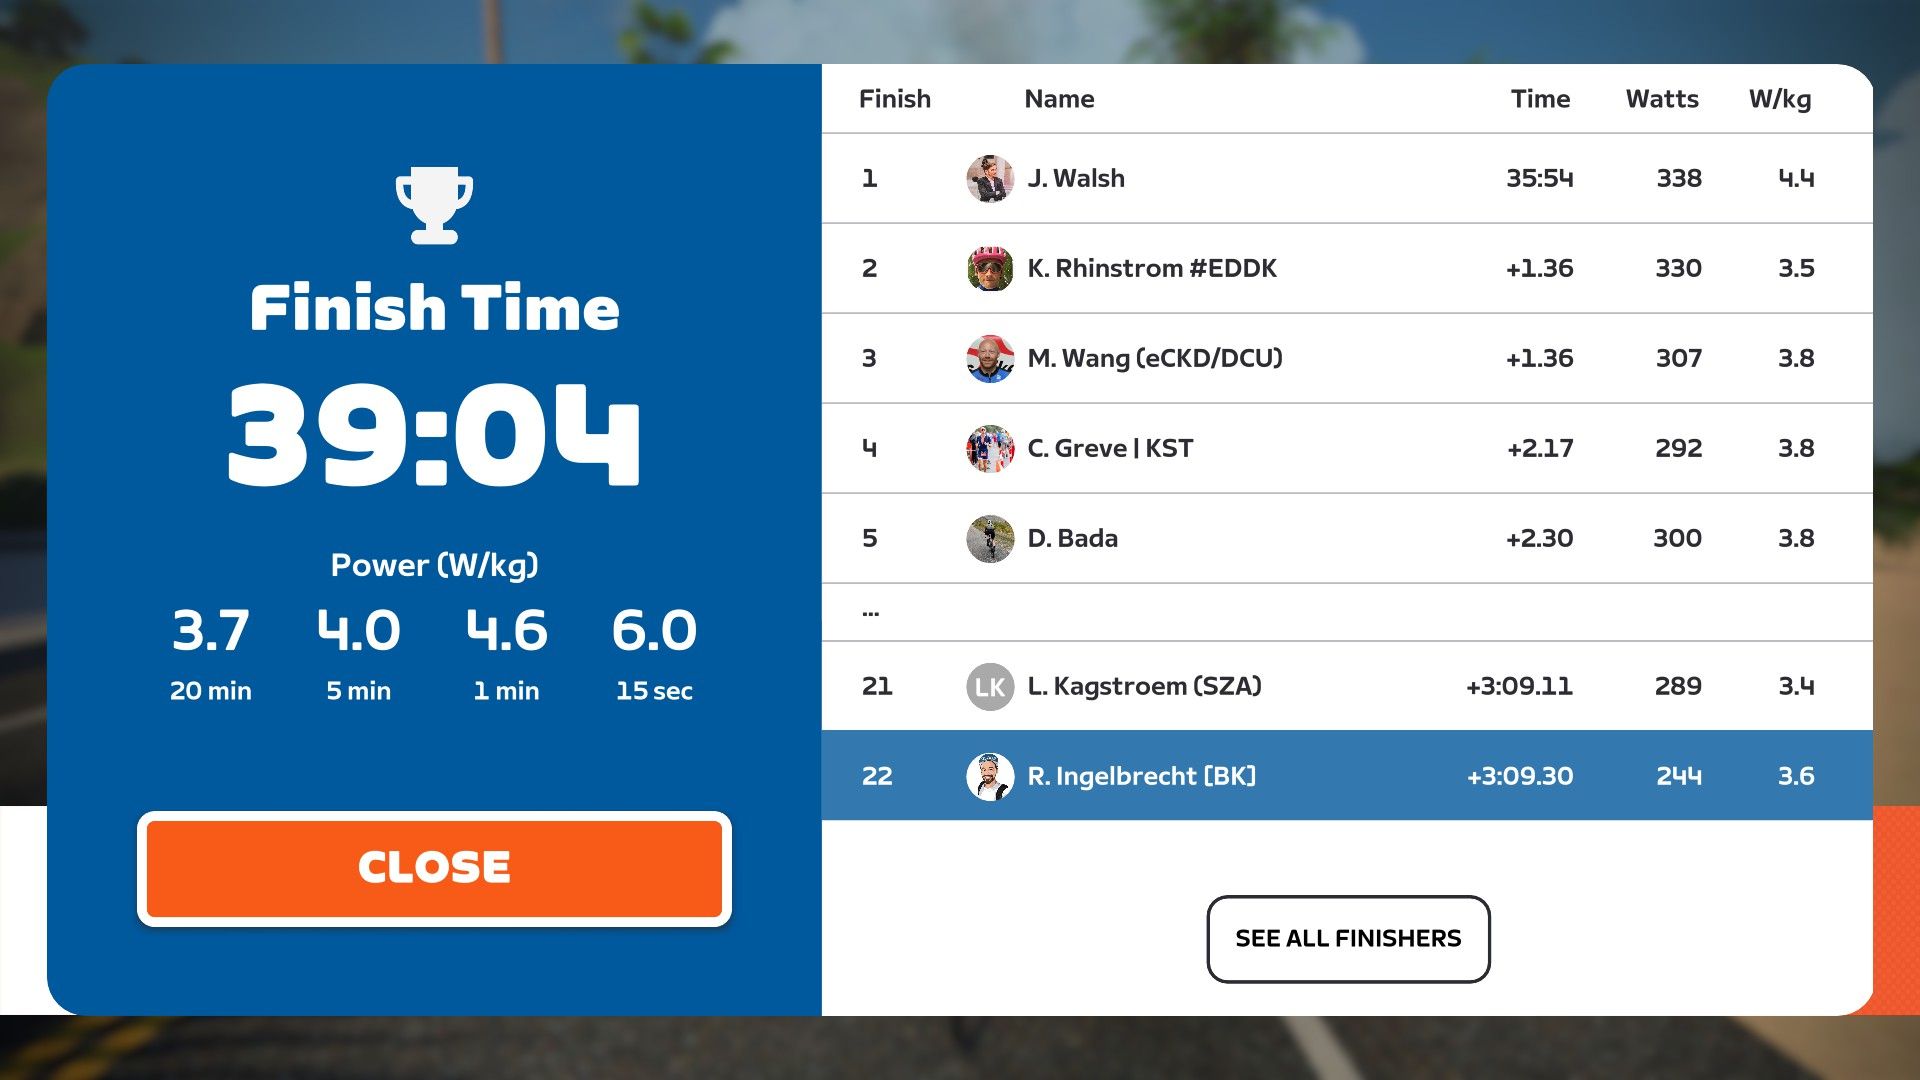 Finish Time
39:04
Power (W/kg)
3.7 4.0 4.6 6.0
20 min 5 min 1 min 15 sec
CLOSE
Finish Name Time Watts W/kg
1 J. Walsh 35:54 338 4.4
2 K. Rhinstrom #EDDK +1.36 330 3.5
3 M. Wang (eCKD/DCU) +1.36 307 3.8
4 C. Greve | KST +2.17 292 3.8
5 D. Bada +2.30 300 3.8
...
21 LK L. Kagstroem (SZA) +3:09.11 289 3.4
22 R. Ingelbrecht [BK] +3:09.30 244 3.6
SEE ALL FINISHERS